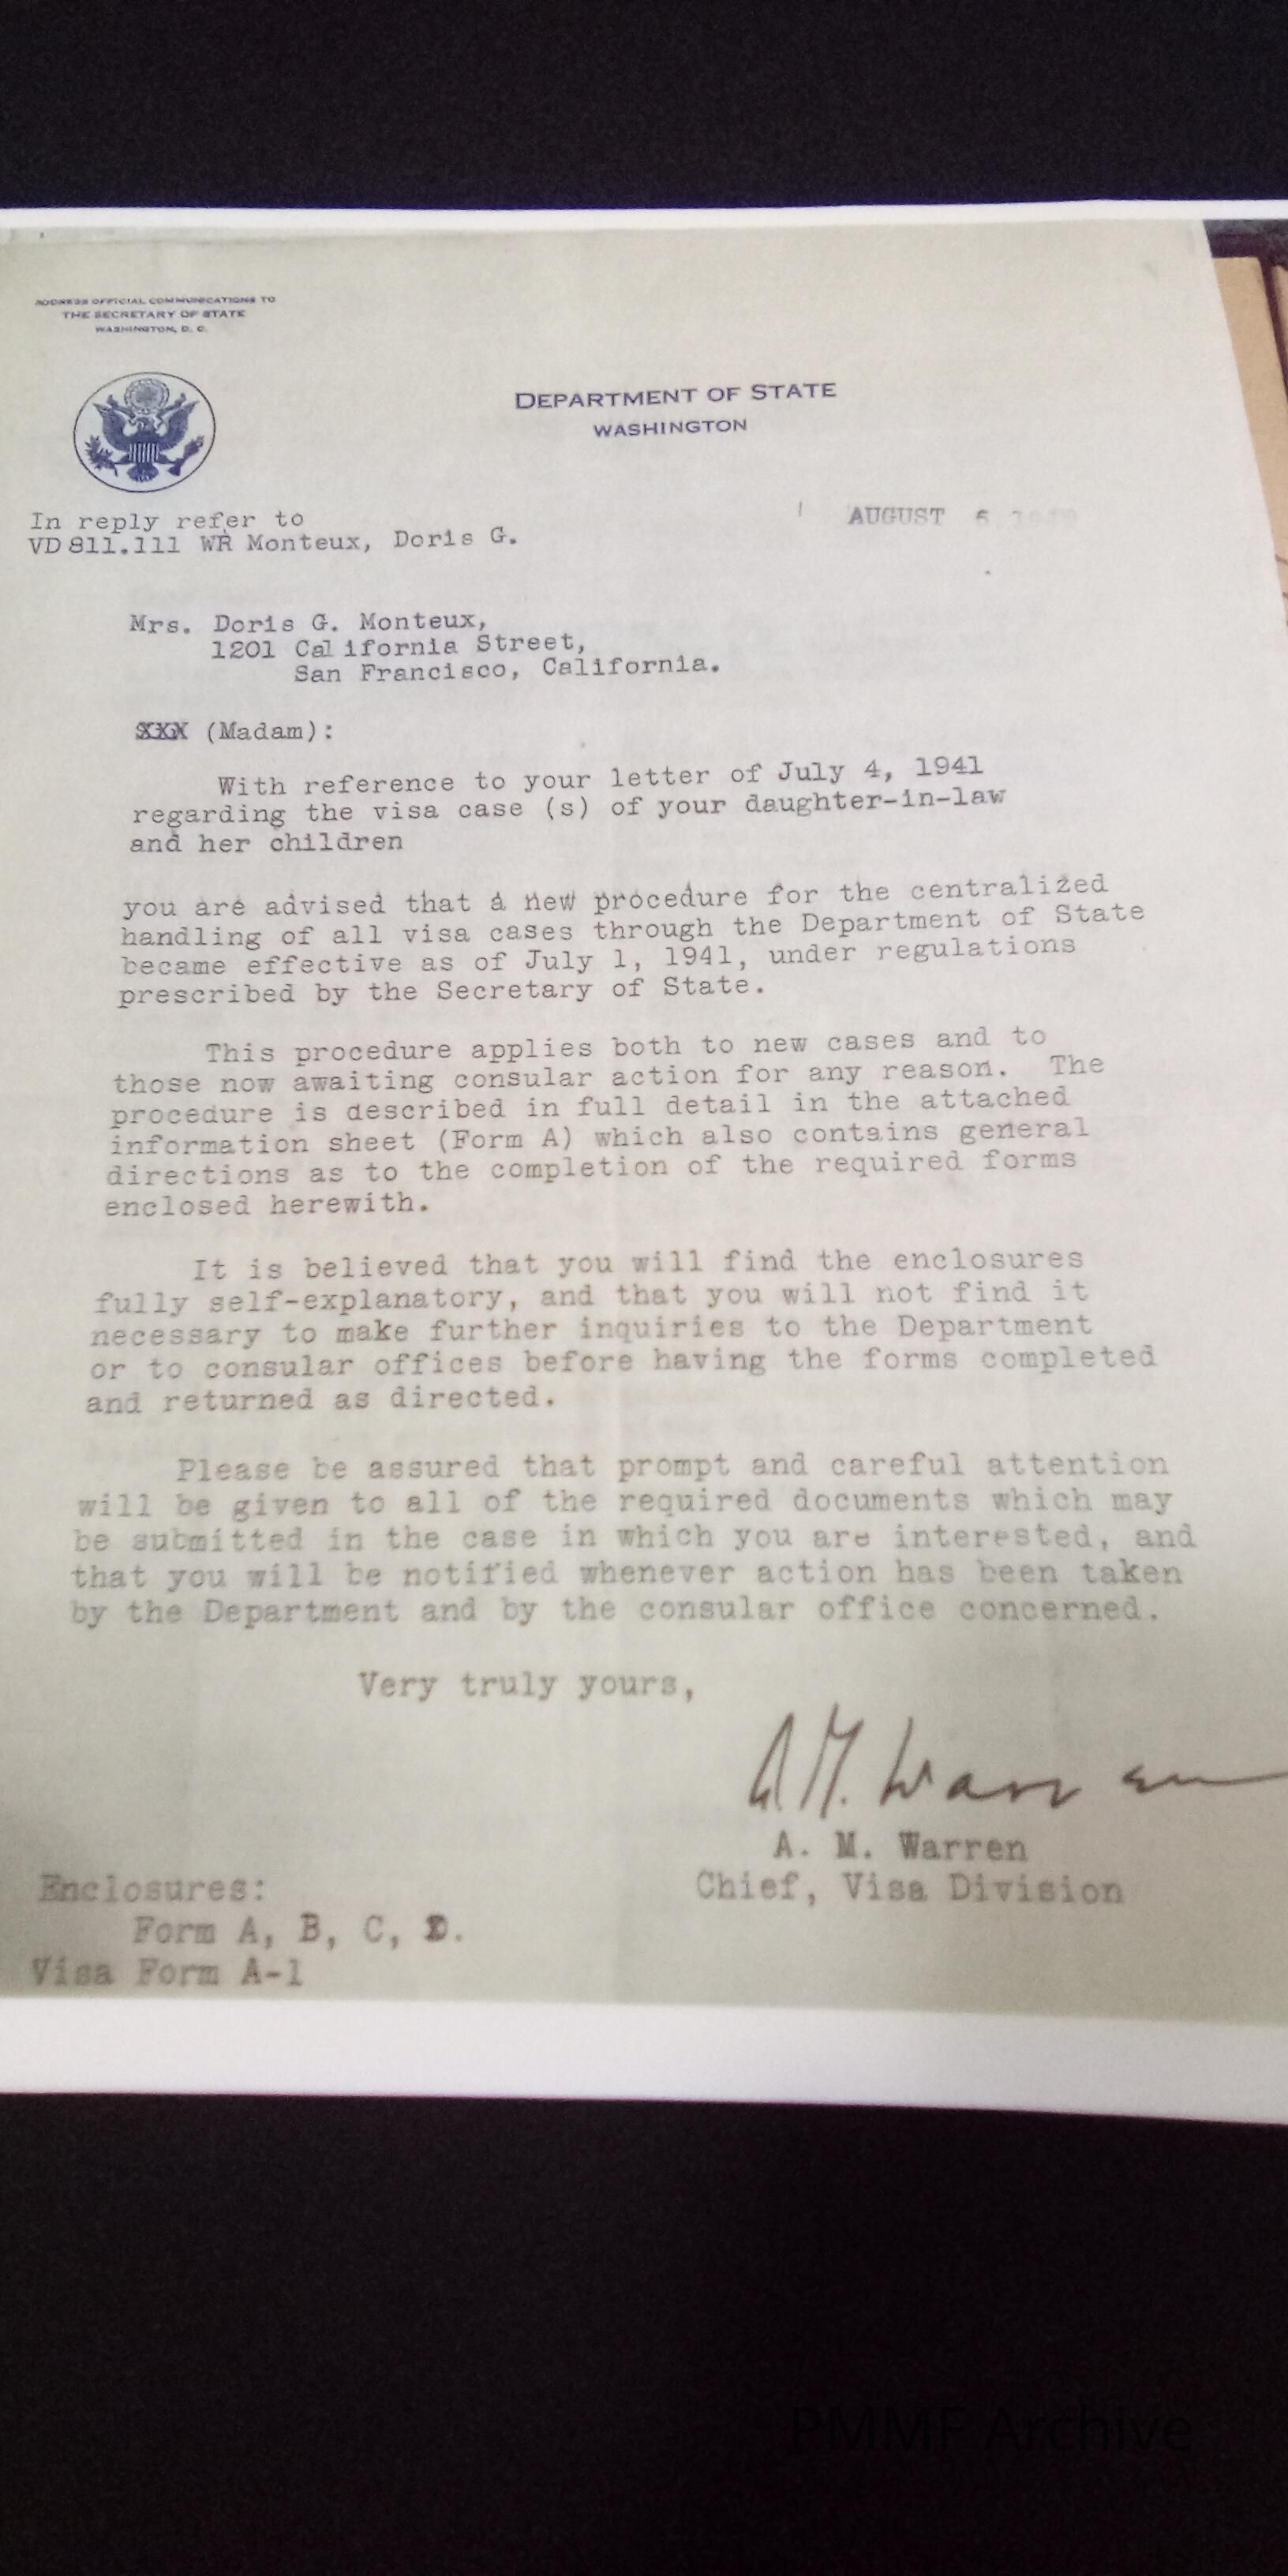 ADDRESS OFFICIAL COMMUNICATIONS TO
THE SECRETARY OF STATE
WASHINGTON, D. C.
DEPARTMENT OF STATE
WASHINGTON
In reply refer to
VD 811.111 WR Monteux, Doris G.
AUGUST
Mrs. Doris G. Monteux,
1201 California Street,
San Francisco, California.
XXX (Madam):
With reference to your letter of July 4, 1941
regarding the visa case (s) of your daughter-in-law
and her children
you are advised that a new procedure for the centralized
handling of all visa cases through the Department of State
became effective as of July 1, 1941, under regulations
prescribed by the Secretary of State.
This procedure applies both to new cases and to
those now awaiting consular action for any reason. The
procedure is described in full detail in the attached
information sheet (Form A) which also contains general
directions as to the completion of the required forms
enclosed herewith.
It is believed that you will find the enclosures
fully self-explanatory, and that you will not find it
necessary to make further inquiries to the Department
or to consular offices before having the forms completed
and returned as directed.
Please be assured that prompt and careful attention
will be given to all of the required documents which may
be submitted in the case in which you are interested, and
that you will be notified whenever action has been taken
by the Department and by the consular office concerned.
Very truly yours,
A. M. Warren
A. M. Warren
Chief, Visa Division
Enclosures:
Form A, B, C, D.
Visa Form A-1
PMMF Archive